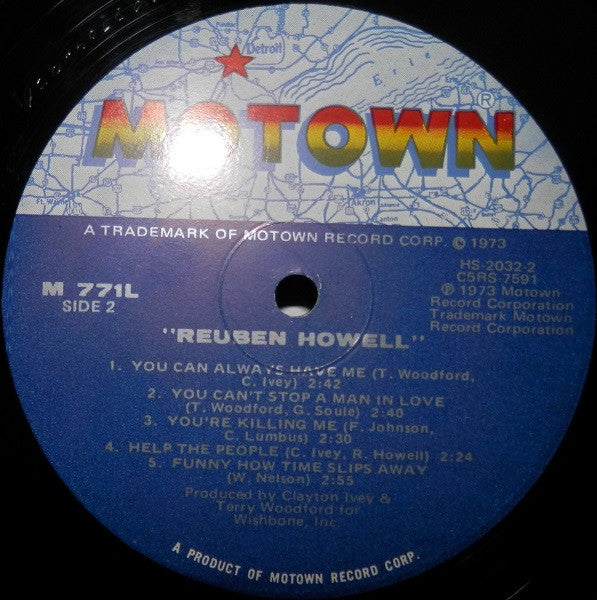 Detroit
Erie
MOTOWN®
Ft. Wayne
Akron
A TRADEMARK OF MOTOWN RECORD CORP. © 1973
M 771L
SIDE 2
HS-2032-2
C5RS 7591
℗ 1973 Motown
Record Corporation
Trademark Motown
Record Corporation
"REUBEN HOWELL"
1. YOU CAN ALWAYS HAVE ME (T. Woodford,
C. Ivey) 2:42
2. YOU CAN'T STOP A MAN IN LOVE
(T. Woodford, G. Soule) 2:40
3. YOU'RE KILLING ME (F. Johnson,
C. Lumbus) 2:30
4. HELP THE PEOPLE (C. Ivey, R. Howell) 2:24
5. FUNNY HOW TIME SLIPS AWAY
(W. Nelson) 2:55
Produced by Clayton Ivey &
Terry Woodford for
Wishbone, Inc.
A PRODUCT OF MOTOWN RECORD CORP.